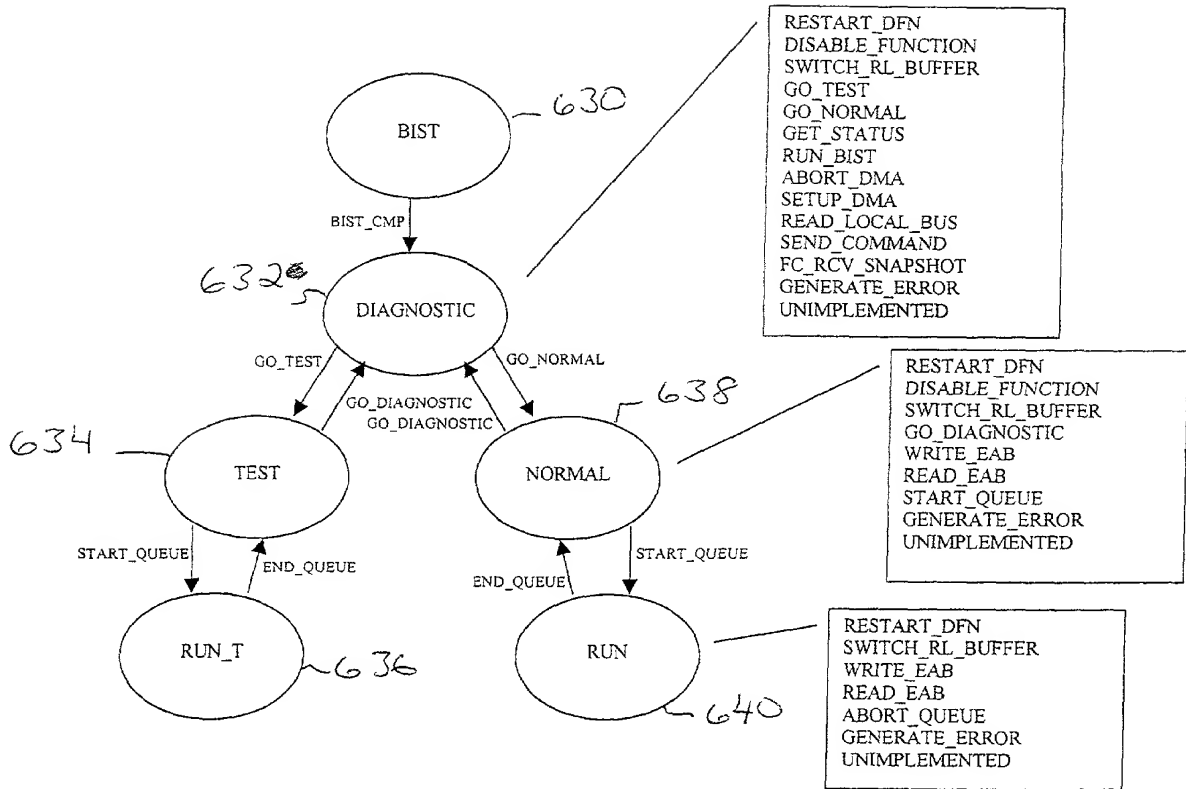 RESTART_DFN
DISABLE_FUNCTION
SWITCH_RL_BUFFER
GO_TEST
GO_NORMAL
GET_STATUS
RUN_BIST
ABORT_DMA
SETUP_DMA
READ_LOCAL_BUS
SEND_COMMAND
FC_RCV_SNAPSHOT
GENERATE_ERROR
UNIMPLEMENTED
630
BIST
BIST_CMP
632
DIAGNOSTIC
GO_TEST
GO_NORMAL
GO_DIAGNOSTIC
GO_DIAGNOSTIC
RESTART_DFN
DISABLE_FUNCTION
SWITCH_RL_BUFFER
GO_DIAGNOSTIC
WRITE_EAB
READ_EAB
START_QUEUE
GENERATE_ERROR
UNIMPLEMENTED
634
TEST
638
NORMAL
START_QUEUE
END_QUEUE
END_QUEUE
START_QUEUE
RUN_T
636
RUN
640
RESTART_DFN
SWITCH_RL_BUFFER
WRITE_EAB
READ_EAB
ABORT_QUEUE
GENERATE_ERROR
UNIMPLEMENTED